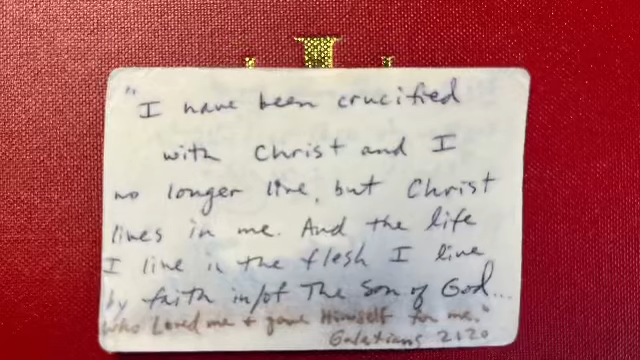 "I have been crucified
with Christ and I
no longer live, but Christ
lives in me. And the life
I live in the flesh I live
by faith in/of The Son of God...
who Loved me + gave Himself for me."
Galatians 2:20